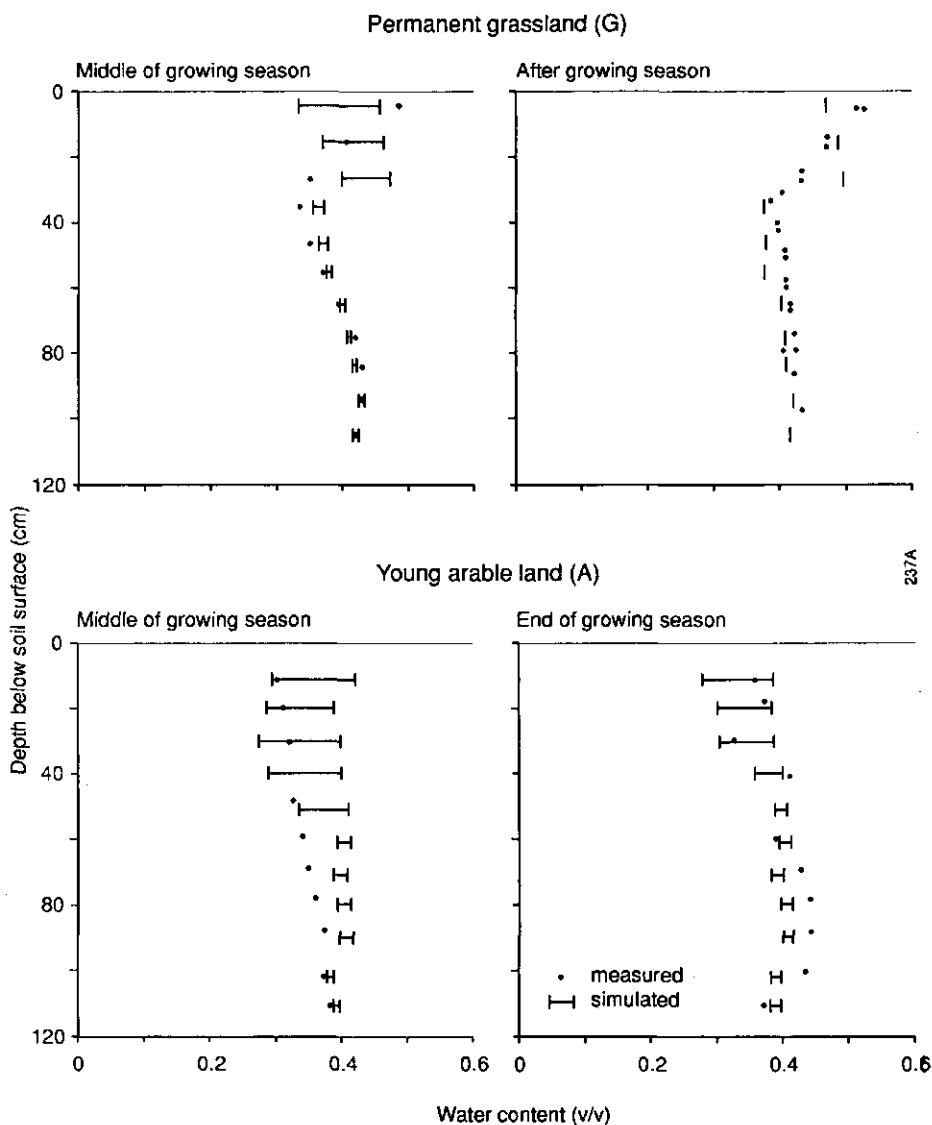 Permanent grassland (G)
Middle of growing season
After growing season
0
40
80
120
Depth below soil surface (cm)
237A
Young arable land (A)
Middle of growing season
End of growing season
0
40
80
120
measured
simulated
0
0.2
0.4
0
0.2
0.4
0.6
Water content (v/v)